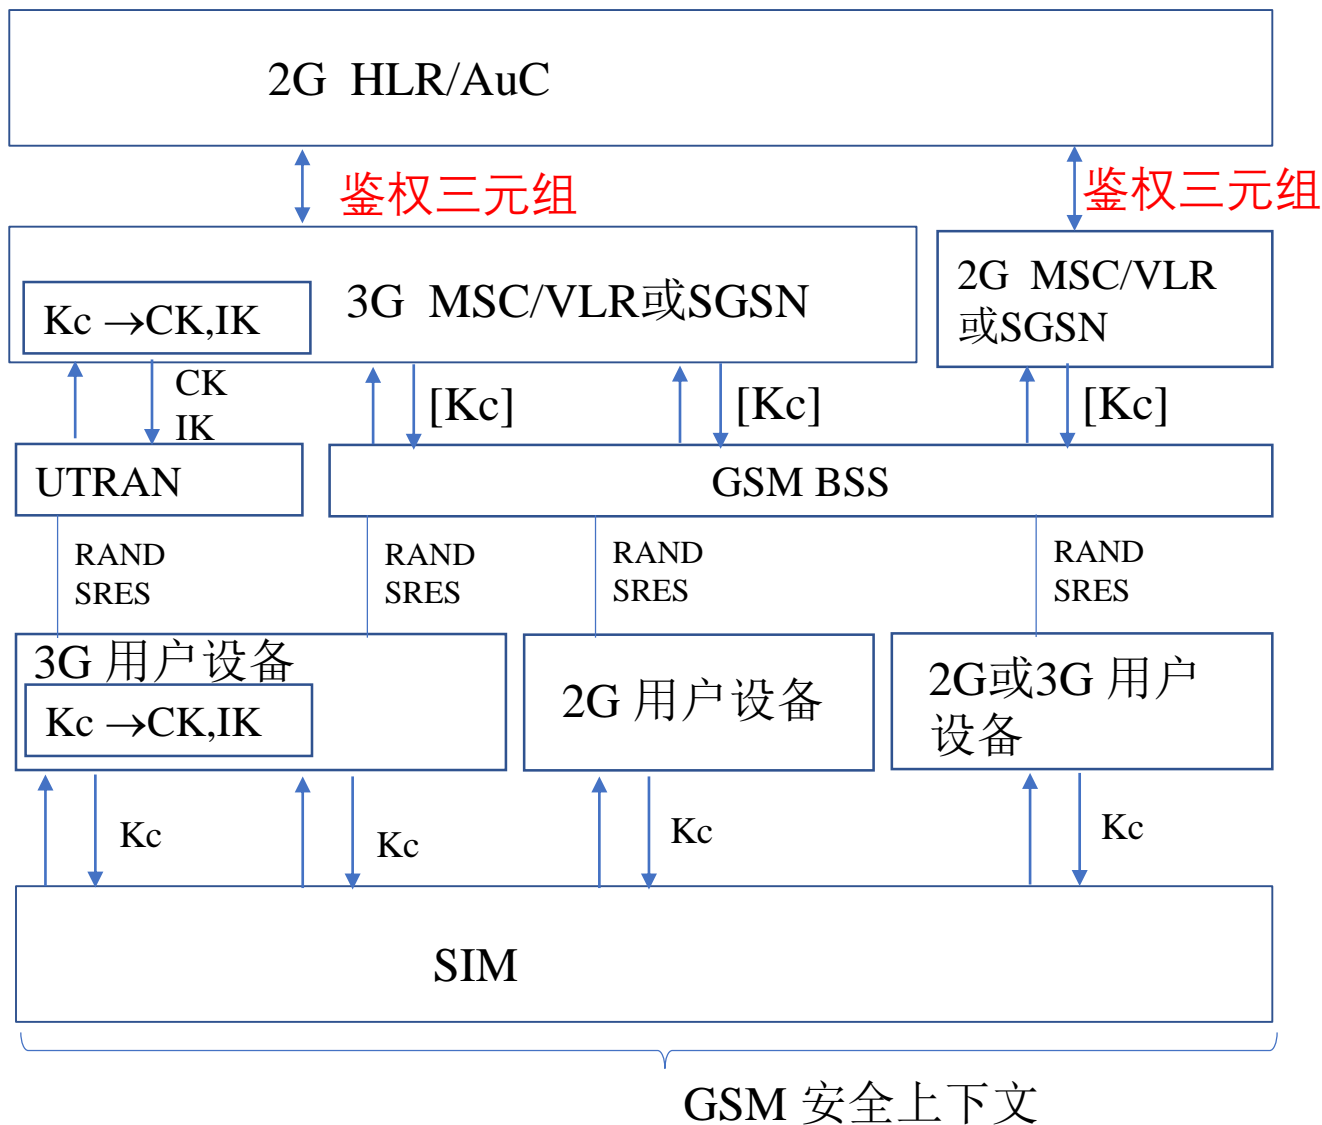 2G HLR/AuC
鉴权三元组
鉴权三元组
Kc →CK,IK
3G MSC/VLR或SGSN
2G MSC/VLR
或SGSN
CK
IK
[Kc]
[Kc]
[Kc]
UTRAN
GSM BSS
RAND
SRES
RAND
SRES
RAND
SRES
RAND
SRES
3G 用户设备
Kc →CK,IK
2G 用户设备
2G或3G 用户
设备
Kc
Kc
Kc
Kc
SIM
GSM 安全上下文